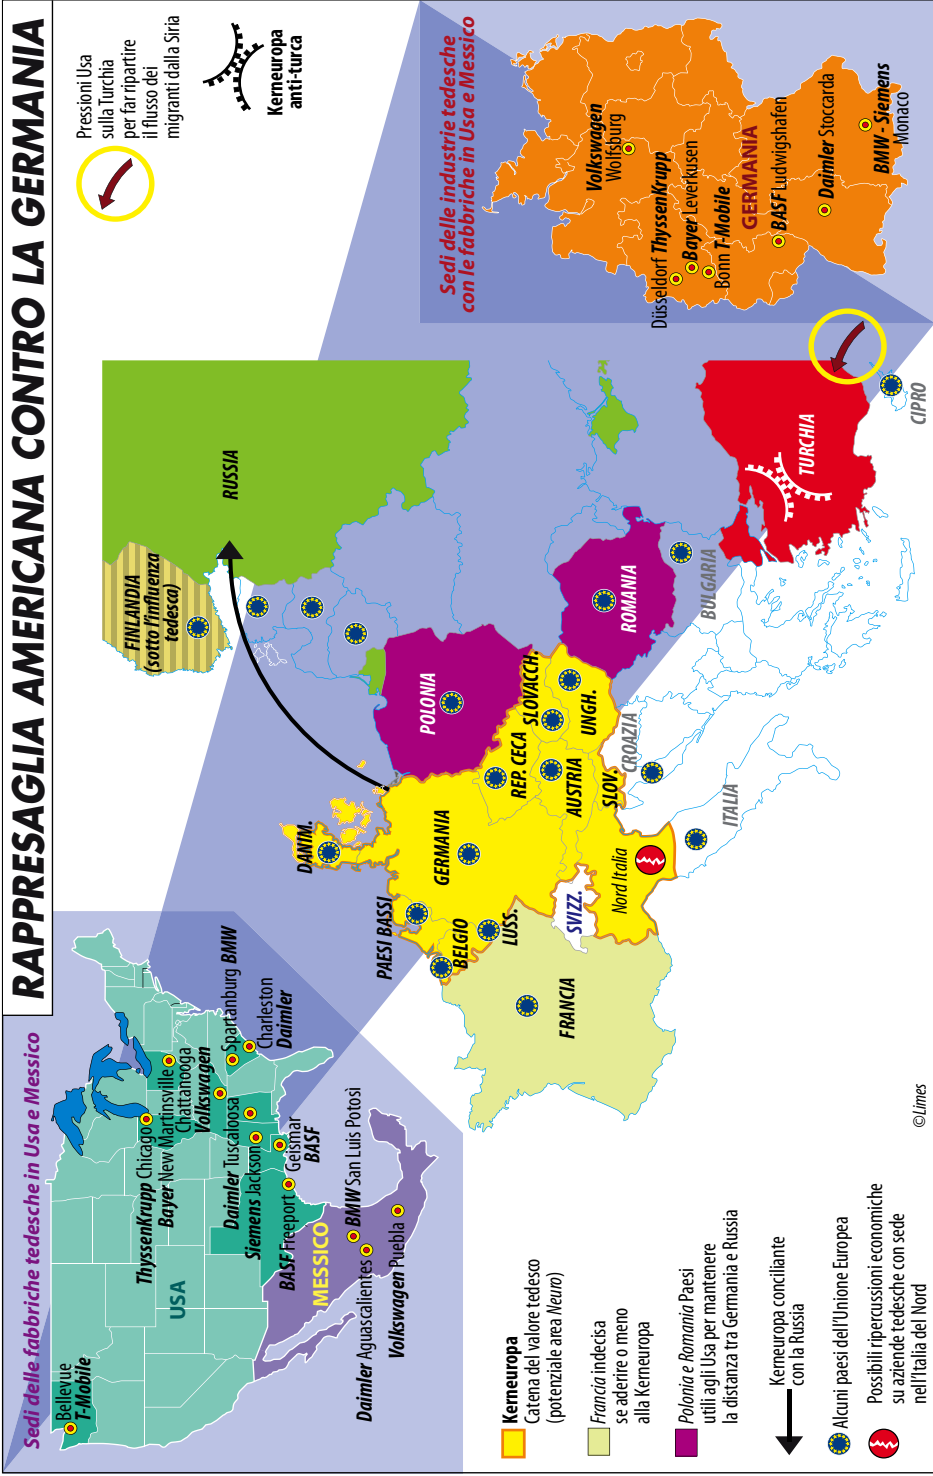 RAPPRESAGLIA AMERICANA CONTRO LA GERMANIA
Sedi delle fabbriche tedesche in Usa e Messico
Bellevue
T-Mobile
USA
ThyssenKrupp Chicago
Bayer New Martinsville
Chattanooga
Volkswagen
Spartanburg BMW
Charleston
Daimler
Daimler Tuscaloosa
Siemens Jackson
Geismar
BASF
BASF Freeport
MESSICO
BMW San Luis Potosì
Daimler Aguascalientes
Volkswagen Puebla
Pressioni Usa
sulla Turchia
per far ripartire
il flusso dei
migranti dalla Siria
Kerneuropa
anti-turca
Sedi delle industrie tedesche
con le fabbriche in Usa e Messico
Volkswagen
Wolfsburg
Düsseldorf ThyssenKrupp
Bayer Leverkusen
Bonn T-Mobile
GERMANIA
BASF Ludwigshafen
Daimler Stoccarda
BMW - Siemens
Monaco
FINLANDIA
(sotto l'influenza
tedesca)
RUSSIA
DANIM.
PAESI BASSI
GERMANIA
POLONIA
BELGIO
LUSS.
REP. CECA
SLOVACCH.
AUSTRIA
UNGH.
SLOV.
SVIZZ.
Nord Italia
FRANCIA
CROAZIA
ITALIA
ROMANIA
BULGARIA
TURCHIA
CIPRO
Kerneuropa
Catena del valore tedesco
(potenziale area Neuro)
Francia indecisa
se aderire o meno
alla Kerneuropa
Polonia e Romania Paesi
utili agli Usa per mantenere
la distanza tra Germania e Russia
Kerneuropa conciliante
con la Russia
Alcuni paesi dell'Unione Europea
Possibili ripercussioni economiche
su aziende tedesche con sede
nell'Italia del Nord
©Limes